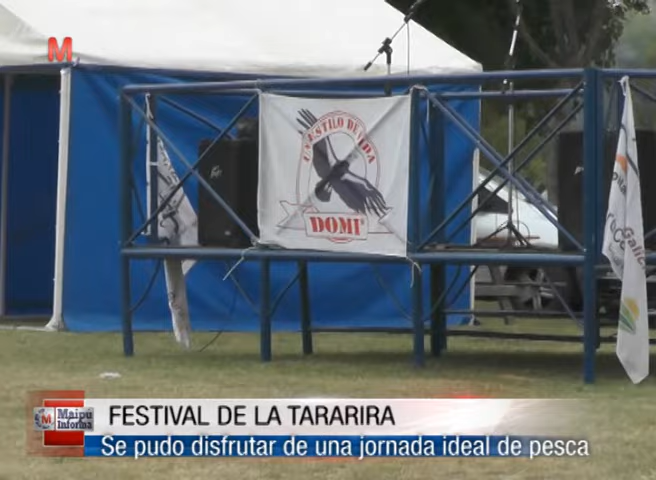 M
UN ESTILO DE VIDA
DOMI
Galicia
M Maipú
Informa
FESTIVAL DE LA TARARIRA
Se pudo disfrutar de una jornada ideal de pesca